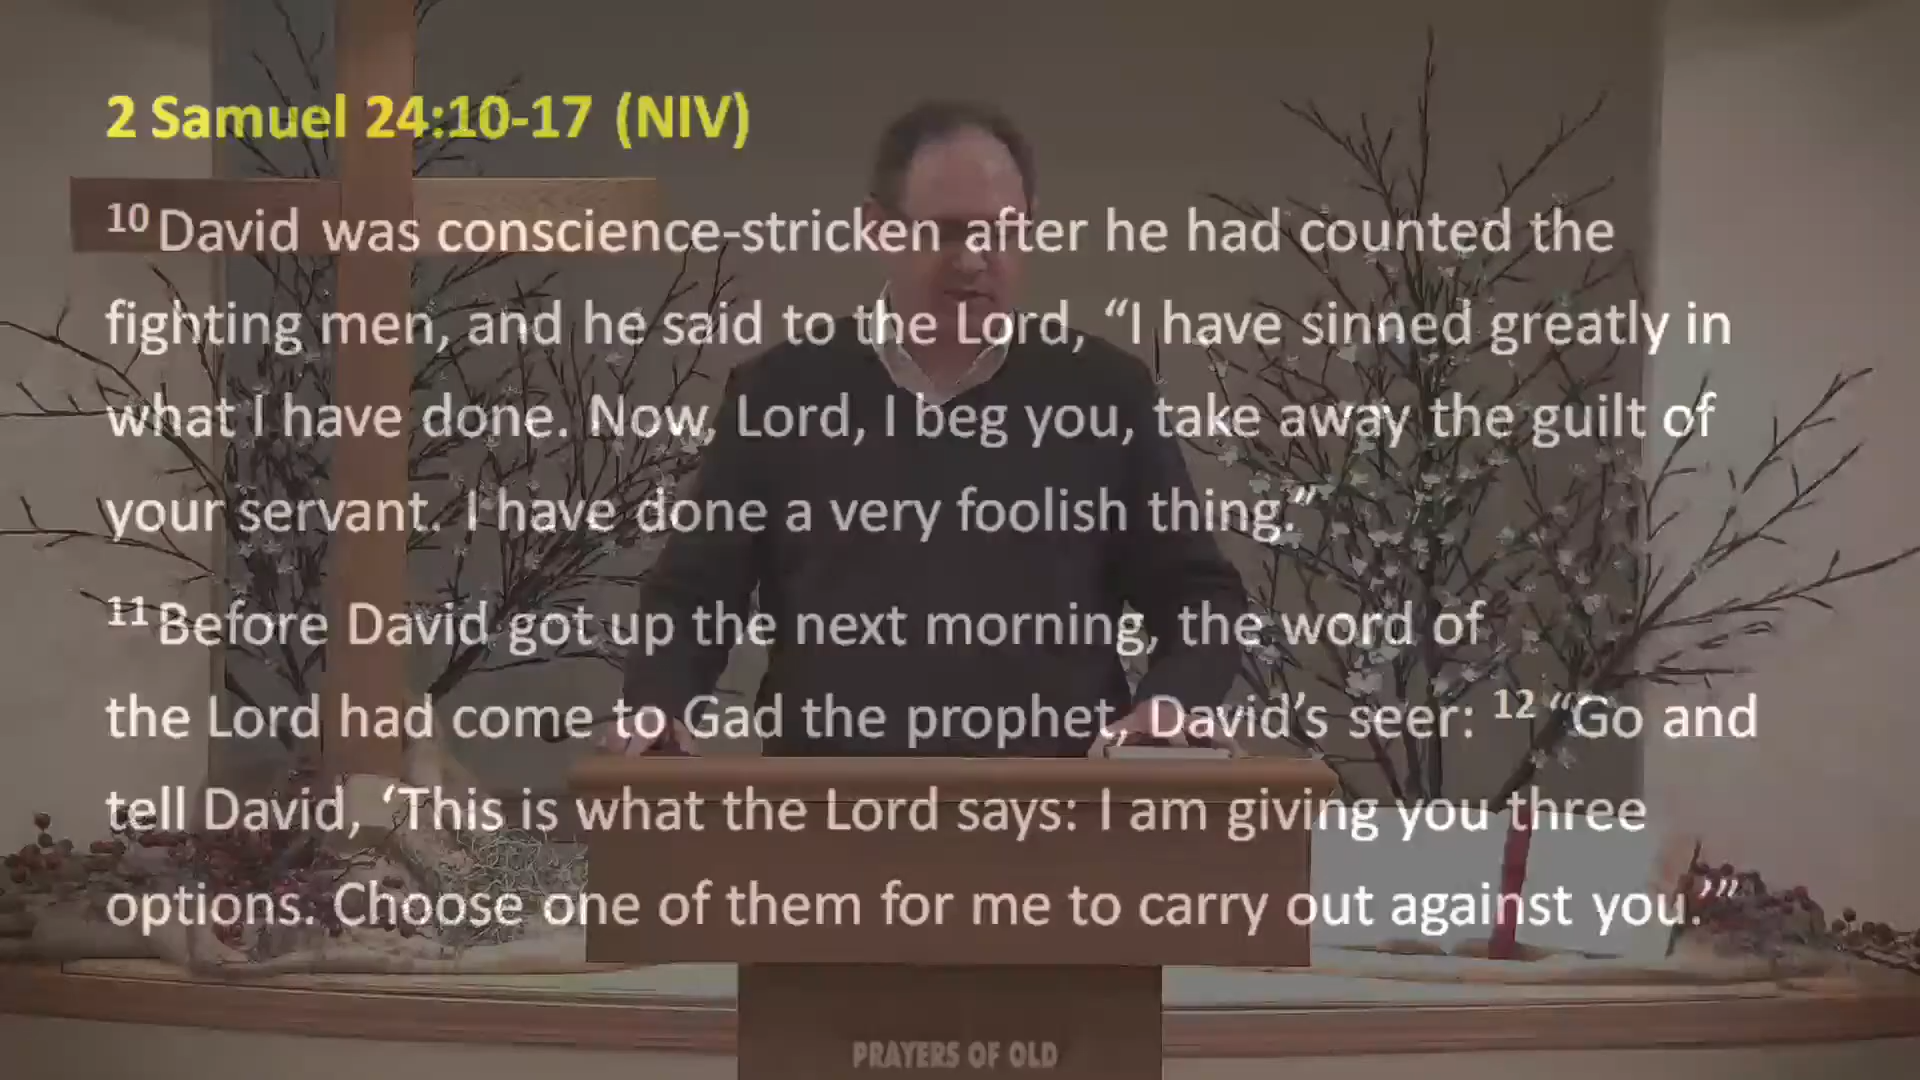 2 Samuel 24:10-17 (NIV)
10 David was conscience-stricken after he had counted the
fighting men, and he said to the Lord, “I have sinned greatly in
what I have done. Now, Lord, I beg you, take away the guilt of
your servant. I have done a very foolish thing.”
11 Before David got up the next morning, the word of
the Lord had come to Gad the prophet, David’s seer: 12 “Go and
tell David, ‘This is what the Lord says: I am giving you three
options. Choose one of them for me to carry out against you.’”
PRAYERS OF OLD